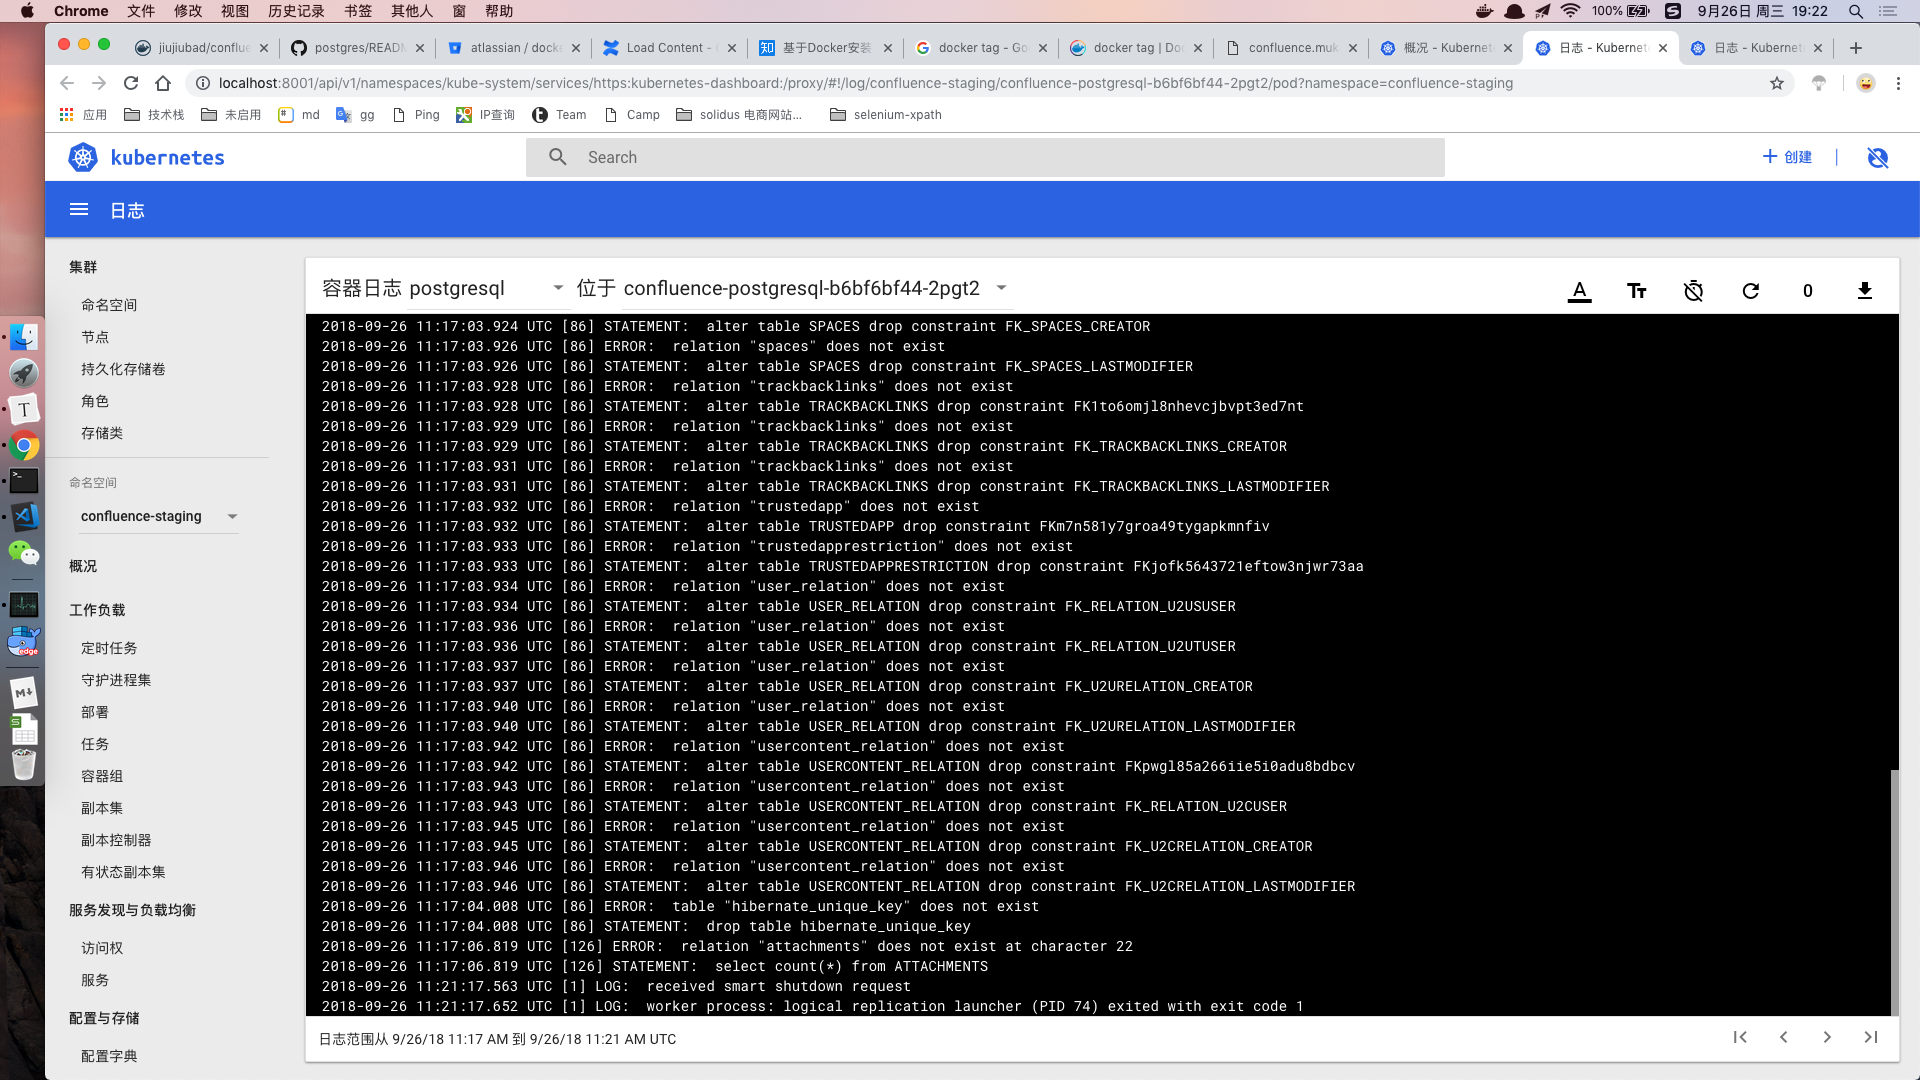 Chrome 文件 修改 视图 历史记录 书签 其他人 窗 帮助 100% 9月26日 周三 19:22
jiujiubad/conflue
postgres/READM
atlassian / docke
Load Content -
基于Docker安装
docker tag - Go
docker tag | Do
confluence.muk
概况 - Kubernet
日志 - Kubernet
日志 - Kubernet
localhost:8001/api/v1/namespaces/kube-system/services/https:kubernetes-dashboard:/proxy/#!/log/confluence-staging/confluence-postgresql-b6bf6bf44-2pgt2/pod?namespace=confluence-staging
应用 技术栈 未启用 md gg Ping IP查询 Team Camp solidus 电商网站... selenium-xpath
kubernetes
Search
创建
日志
集群
命名空间
节点
持久化存储卷
角色
存储类
命名空间
confluence-staging
概况
工作负载
定时任务
守护进程集
部署
任务
容器组
副本集
副本控制器
有状态副本集
服务发现与负载均衡
访问权
服务
配置与存储
配置字典
容器日志 postgresql 位于 confluence-postgresql-b6bf6bf44-2pgt2
0
2018-09-26 11:17:03.924 UTC [86] STATEMENT:  alter table SPACES drop constraint FK_SPACES_CREATOR
2018-09-26 11:17:03.926 UTC [86] ERROR:  relation "spaces" does not exist
2018-09-26 11:17:03.926 UTC [86] STATEMENT:  alter table SPACES drop constraint FK_SPACES_LASTMODIFIER
2018-09-26 11:17:03.928 UTC [86] ERROR:  relation "trackbacklinks" does not exist
2018-09-26 11:17:03.928 UTC [86] STATEMENT:  alter table TRACKBACKLINKS drop constraint FK1to6omjl8nhevcjbvpt3ed7nt
2018-09-26 11:17:03.929 UTC [86] ERROR:  relation "trackbacklinks" does not exist
2018-09-26 11:17:03.929 UTC [86] STATEMENT:  alter table TRACKBACKLINKS drop constraint FK_TRACKBACKLINKS_CREATOR
2018-09-26 11:17:03.931 UTC [86] ERROR:  relation "trackbacklinks" does not exist
2018-09-26 11:17:03.931 UTC [86] STATEMENT:  alter table TRACKBACKLINKS drop constraint FK_TRACKBACKLINKS_LASTMODIFIER
2018-09-26 11:17:03.932 UTC [86] ERROR:  relation "trustedapp" does not exist
2018-09-26 11:17:03.932 UTC [86] STATEMENT:  alter table TRUSTEDAPP drop constraint FKm7n581y7groa49tygapkmnfiv
2018-09-26 11:17:03.933 UTC [86] ERROR:  relation "trustedapprestriction" does not exist
2018-09-26 11:17:03.933 UTC [86] STATEMENT:  alter table TRUSTEDAPPRESTRICTION drop constraint FKjofk5643721eftow3njwr73aa
2018-09-26 11:17:03.934 UTC [86] ERROR:  relation "user_relation" does not exist
2018-09-26 11:17:03.934 UTC [86] STATEMENT:  alter table USER_RELATION drop constraint FK_RELATION_U2USUSER
2018-09-26 11:17:03.936 UTC [86] ERROR:  relation "user_relation" does not exist
2018-09-26 11:17:03.936 UTC [86] STATEMENT:  alter table USER_RELATION drop constraint FK_RELATION_U2UTUSER
2018-09-26 11:17:03.937 UTC [86] ERROR:  relation "user_relation" does not exist
2018-09-26 11:17:03.937 UTC [86] STATEMENT:  alter table USER_RELATION drop constraint FK_U2URELATION_CREATOR
2018-09-26 11:17:03.940 UTC [86] ERROR:  relation "user_relation" does not exist
2018-09-26 11:17:03.940 UTC [86] STATEMENT:  alter table USER_RELATION drop constraint FK_U2URELATION_LASTMODIFIER
2018-09-26 11:17:03.942 UTC [86] ERROR:  relation "usercontent_relation" does not exist
2018-09-26 11:17:03.942 UTC [86] STATEMENT:  alter table USERCONTENT_RELATION drop constraint FKpwgl85a266iie5i0adu8bdbcv
2018-09-26 11:17:03.943 UTC [86] ERROR:  relation "usercontent_relation" does not exist
2018-09-26 11:17:03.943 UTC [86] STATEMENT:  alter table USERCONTENT_RELATION drop constraint FK_RELATION_U2CUSER
2018-09-26 11:17:03.945 UTC [86] ERROR:  relation "usercontent_relation" does not exist
2018-09-26 11:17:03.945 UTC [86] STATEMENT:  alter table USERCONTENT_RELATION drop constraint FK_U2CRELATION_CREATOR
2018-09-26 11:17:03.946 UTC [86] ERROR:  relation "usercontent_relation" does not exist
2018-09-26 11:17:03.946 UTC [86] STATEMENT:  alter table USERCONTENT_RELATION drop constraint FK_U2CRELATION_LASTMODIFIER
2018-09-26 11:17:04.008 UTC [86] ERROR:  table "hibernate_unique_key" does not exist
2018-09-26 11:17:04.008 UTC [86] STATEMENT:  drop table hibernate_unique_key
2018-09-26 11:17:06.819 UTC [126] ERROR:  relation "attachments" does not exist at character 22
2018-09-26 11:17:06.819 UTC [126] STATEMENT:  select count(*) from ATTACHMENTS
2018-09-26 11:21:17.563 UTC [1] LOG:  received smart shutdown request
2018-09-26 11:21:17.652 UTC [1] LOG:  worker process: logical replication launcher (PID 74) exited with exit code 1
日志范围从 9/26/18 11:17 AM 到 9/26/18 11:21 AM UTC